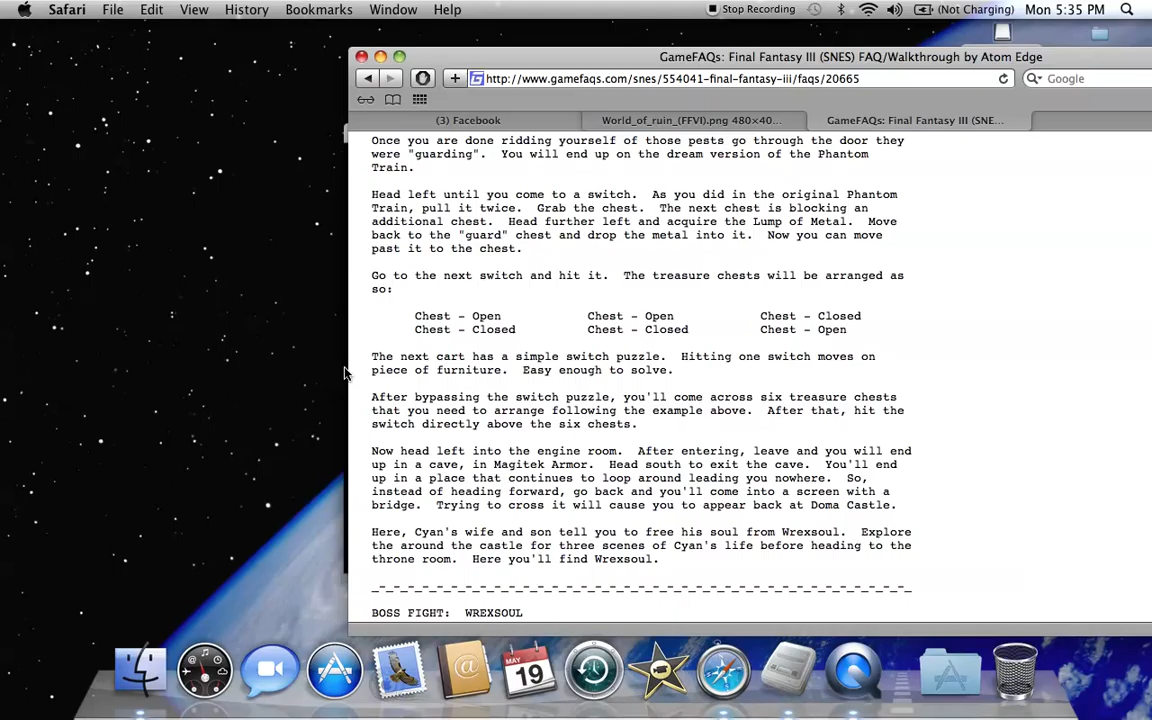 Safari File Edit View History Bookmarks Window Help Stop Recording (Not Charging) Mon 5:35 PM
GameFAQs: Final Fantasy III (SNES) FAQ/Walkthrough by Atom Edge
http://www.gamefaqs.com/snes/554041-final-fantasy-iii/faqs/20665 Google
(3) Facebook World_of_ruin_(FFVI).png 480×40... GameFAQs: Final Fantasy III (SNE...
Once you are done ridding yourself of those pests go through the door they
were "guarding". You will end up on the dream version of the Phantom
Train.
Head left until you come to a switch. As you did in the original Phantom
Train, pull it twice. Grab the chest. The next chest is blocking an
additional chest. Head further left and acquire the Lump of Metal. Move
back to the "guard" chest and drop the metal into it. Now you can move
past it to the chest.
Go to the next switch and hit it. The treasure chests will be arranged as
so:
Chest - Open Chest - Open Chest - Closed
Chest - Closed Chest - Closed Chest - Open
The next cart has a simple switch puzzle. Hitting one switch moves on
piece of furniture. Easy enough to solve.
After bypassing the switch puzzle, you'll come across six treasure chests
that you need to arrange following the example above. After that, hit the
switch directly above the six chests.
Now head left into the engine room. After entering, leave and you will end
up in a cave, in Magitek Armor. Head south to exit the cave. You'll end
up in a place that continues to loop around leading you nowhere. So,
instead of heading forward, go back and you'll come into a screen with a
bridge. Trying to cross it will cause you to appear back at Doma Castle.
Here, Cyan's wife and son tell you to free his soul from Wrexsoul. Explore
the around the castle for three scenes of Cyan's life before heading to the
throne room. Here you'll find Wrexsoul.
_-_-_-_-_-_-_-_-_-_-_-_-_-_-_-_-_-_-_-_-_-_-_-_-_-_-_-_-_-_-_-_-_-_-_-_-_-_
BOSS FIGHT: WREXSOUL
MAY
19